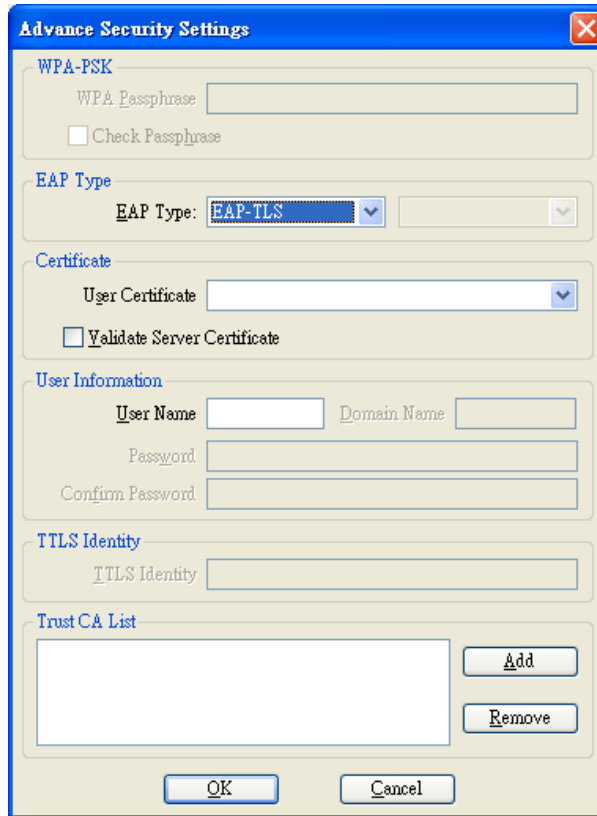 Advance Security Settings
WPA-PSK
WPA Passphrase
Check Passphrase
EAP Type
EAP Type: EAP-TLS
Certificate
User Certificate
Validate Server Certificate
User Information
User Name Domain Name
Password
Confirm Password
TTLS Identity
TTLS Identity
Trust CA List
Add
Remove
OK Cancel